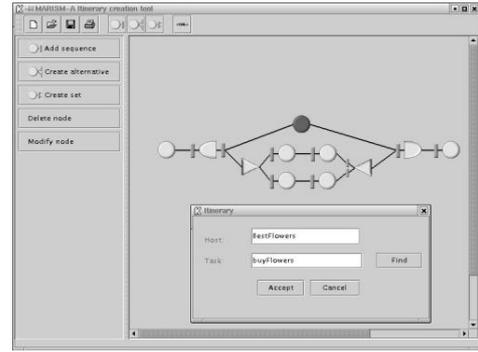 MARISM-A Itinerary creation tool
<XML>
Add sequence
Create alternative
Create set
Delete node
Modify node
Itinerary
Host:
BestFlowers
Task:
buyFlowers
Find
Accept
Cancel